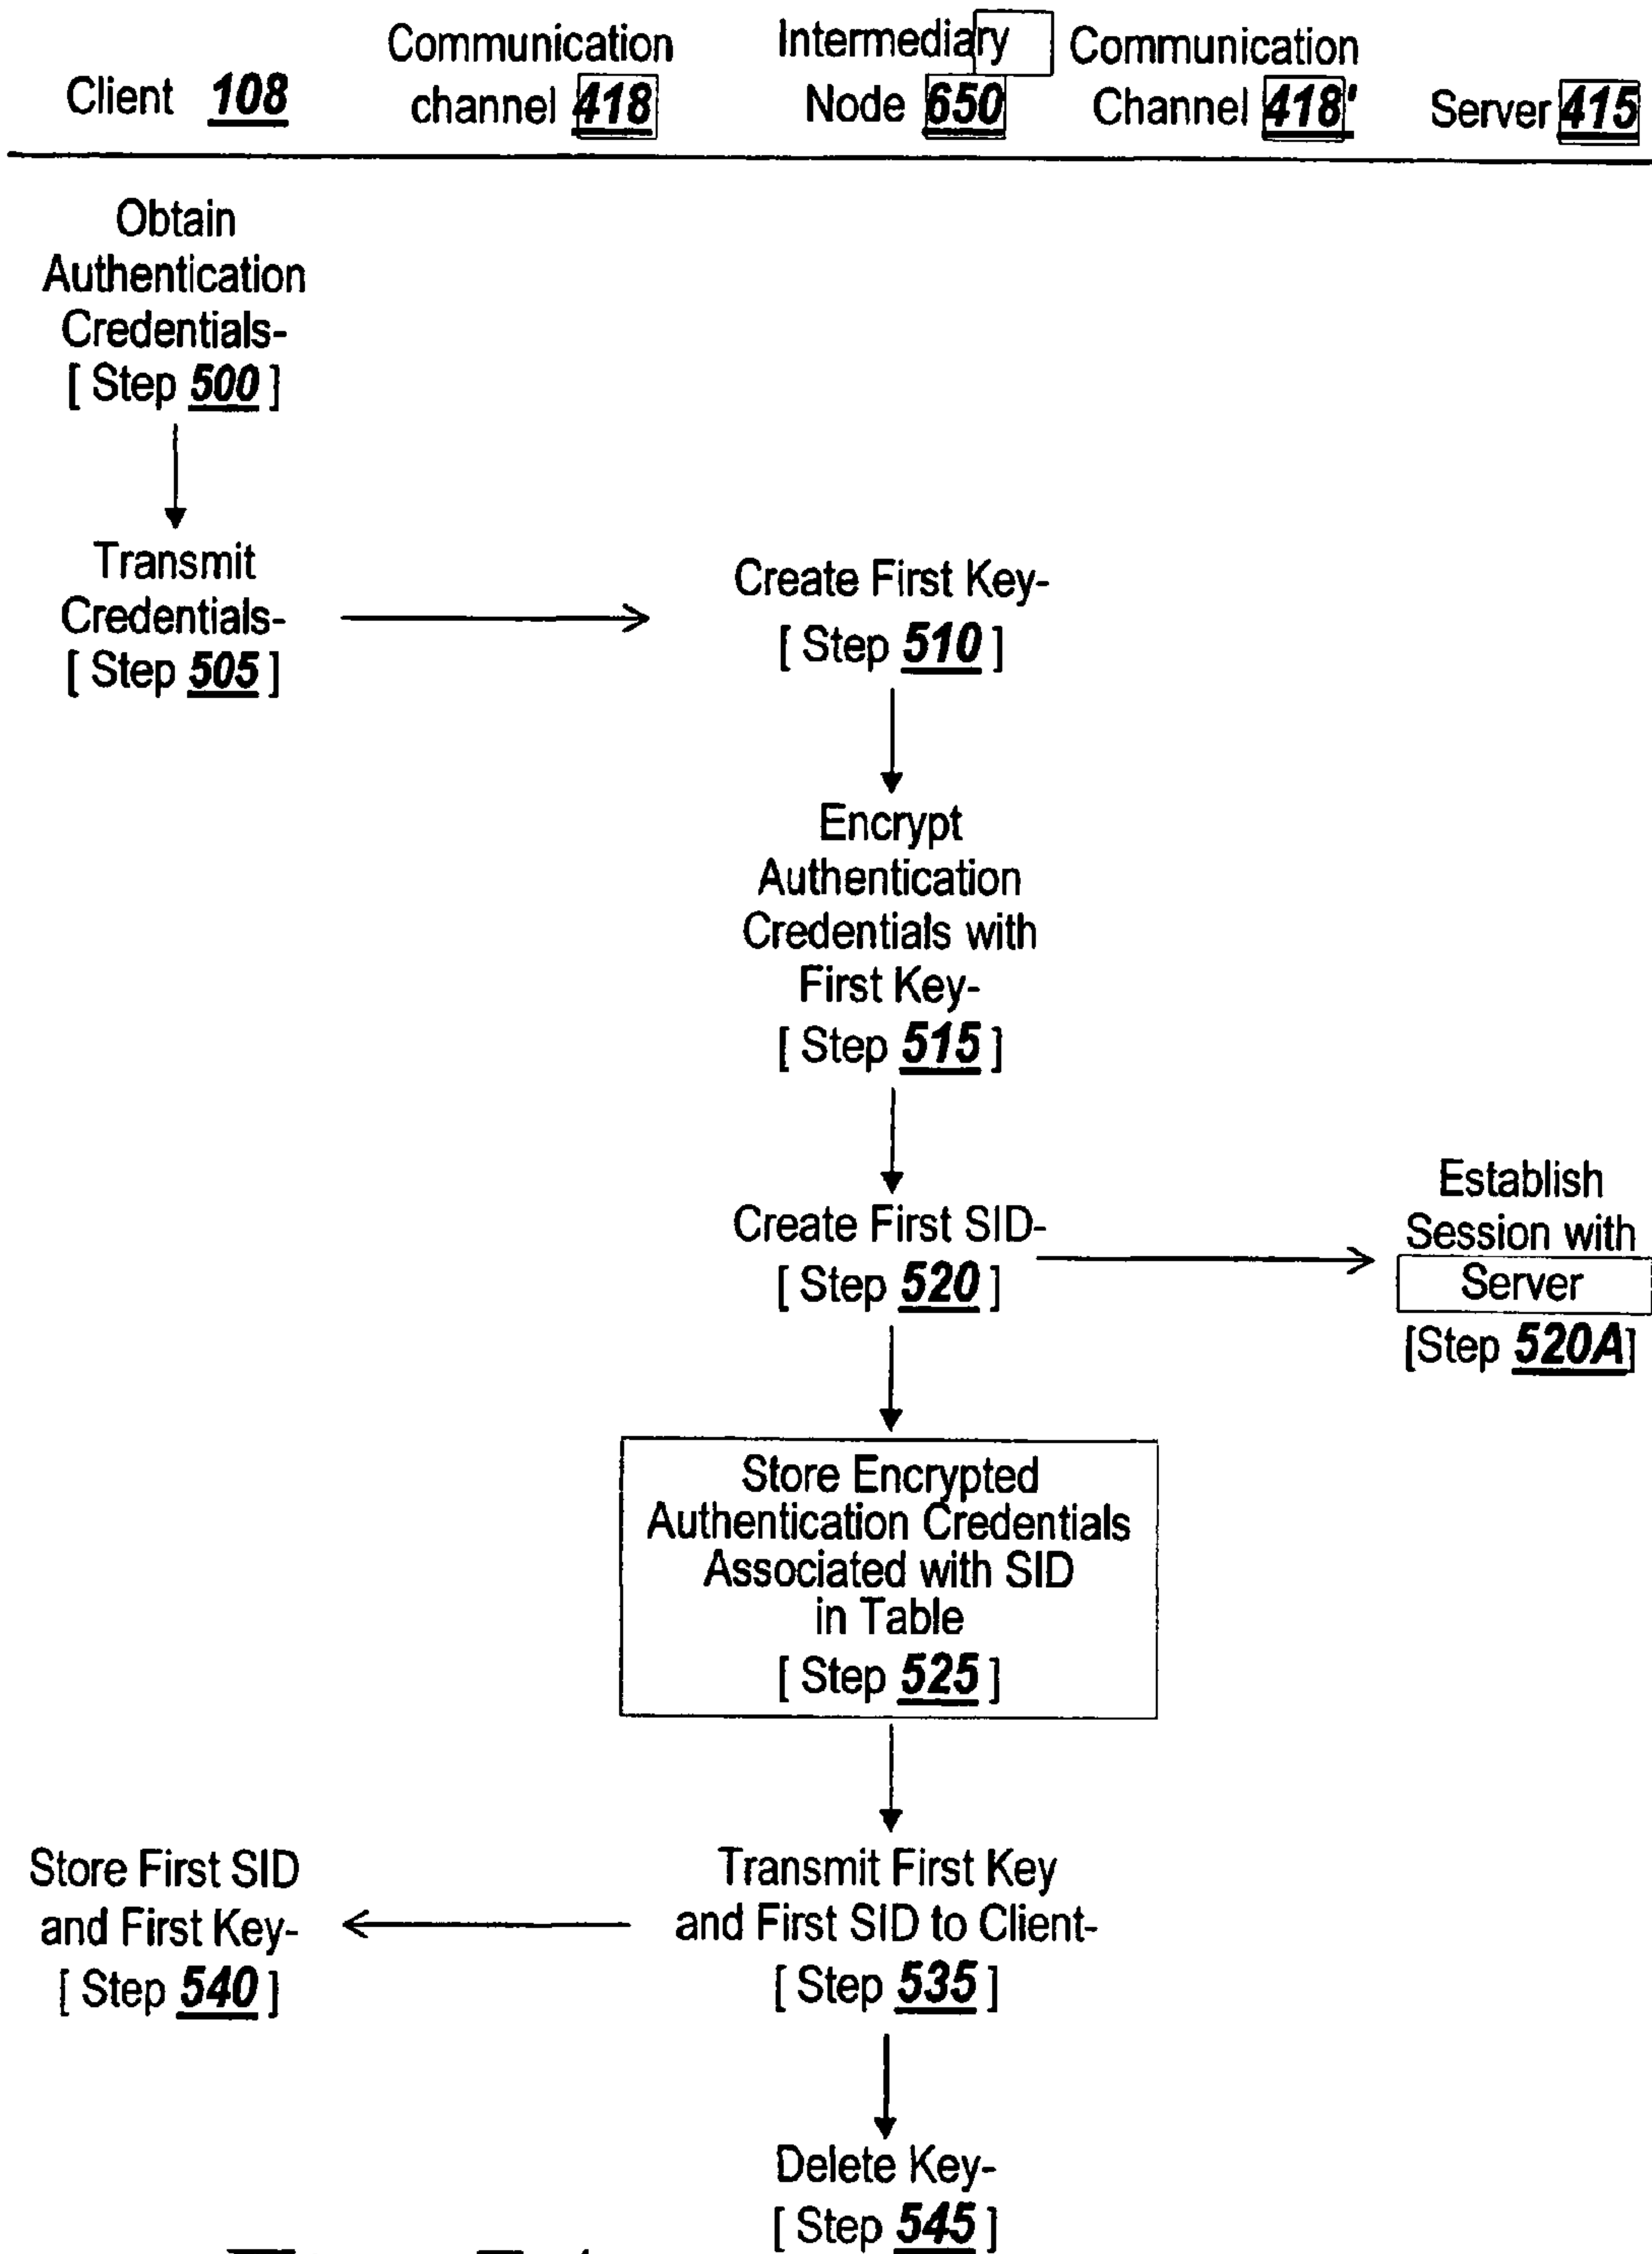 Communication
Intermediary
Communication
Client 108
channel 418
Node 650
Channel 418'
Server 415
Obtain
Authentication
Credentials-
[ Step 500 ]
Transmit
Credentials-
[ Step 505 ]
Create First Key-
[ Step 510 ]
Encrypt
Authentication
Credentials with
First Key-
[ Step 515 ]
Create First SID-
[ Step 520 ]
Establish
Session with
Server
[Step 520A]
Store Encrypted
Authentication Credentials
Associated with SID
in Table
[ Step 525 ]
Transmit First Key
and First SID to Client-
[ Step 535 ]
Store First SID
and First Key-
[ Step 540 ]
Delete Key-
[ Step 545 ]